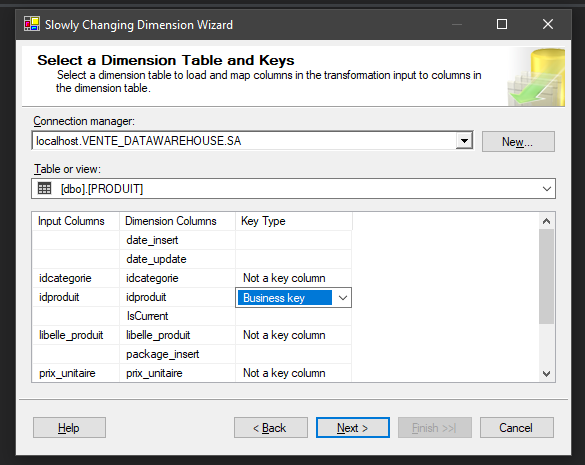 Slowly Changing Dimension Wizard
Select a Dimension Table and Keys
Select a dimension table to load and map columns in the transformation input to columns in
the dimension table.
Connection manager:
localhost.VENTE_DATAWAREHOUSE.SA
New...
Table or view:
[dbo].[PRODUIT]
Input Columns Dimension Columns Key Type
date_insert
date_update
idcategorie idcategorie Not a key column
idproduit idproduit Business key
IsCurrent
libelle_produit libelle_produit Not a key column
package_insert
prix_unitaire prix_unitaire Not a key column
Help < Back Next > Finish >>| Cancel